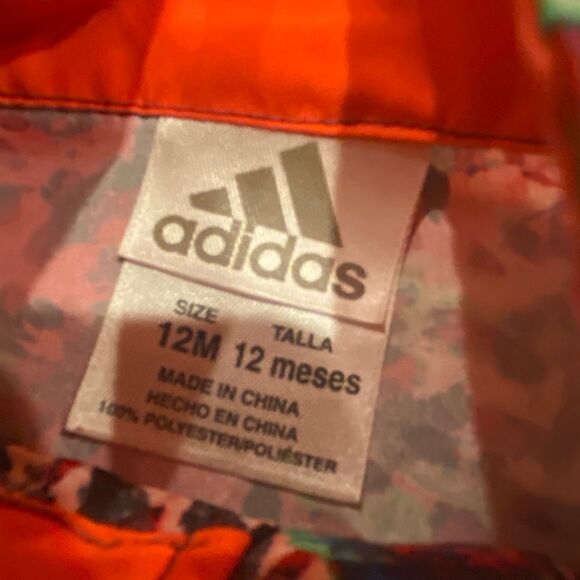 adidas
SIZE TALLA
12M 12 meses
MADE IN CHINA
HECHO EN CHINA
100% POLYESTER/POLIÉSTER